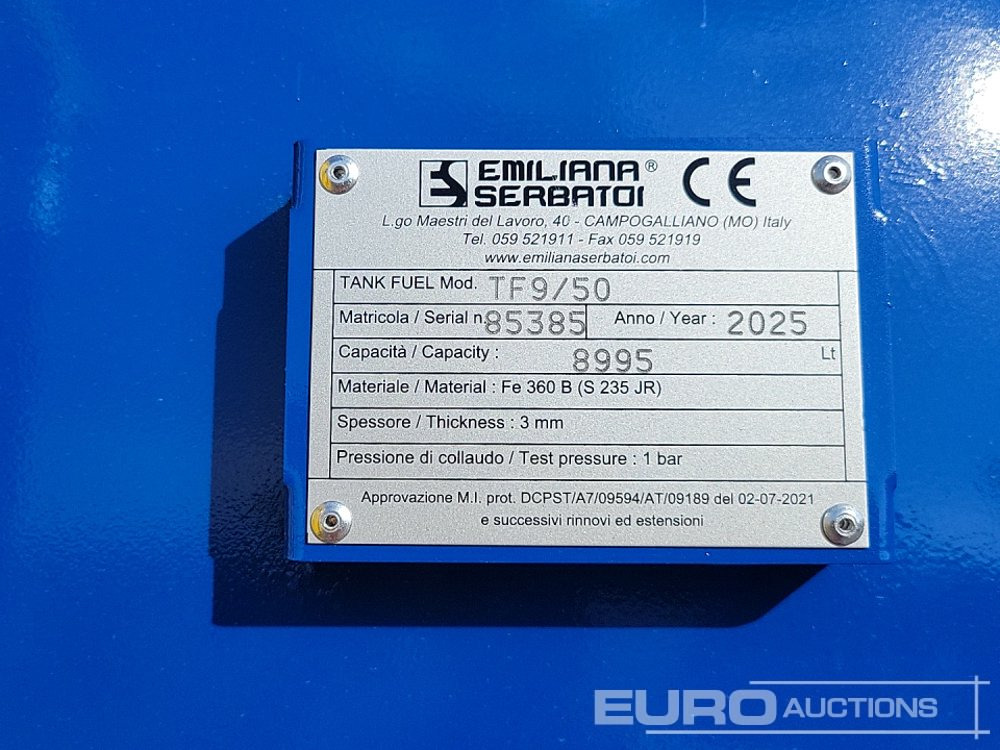 EMILIANA® CE
SERBATOI
L.go Maestri del Lavoro, 40 - CAMPOGALLIANO (MO) Italy
Tel. 059 521911 - Fax 059 521919
www.emilianaserbatoi.com
TANK FUEL Mod. TF9/50
Matricola / Serial n. 85385 Anno / Year : 2025
Capacità / Capacity : 8995 Lt
Materiale / Material : Fe 360 B (S 235 JR)
Spessore / Thickness : 3 mm
Pressione di collaudo / Test pressure : 1 bar
Approvazione M.I. prot. DCPST/A7/09594/AT/09189 del 02-07-2021
e successivi rinnovi ed estensioni
EURO AUCTIONS